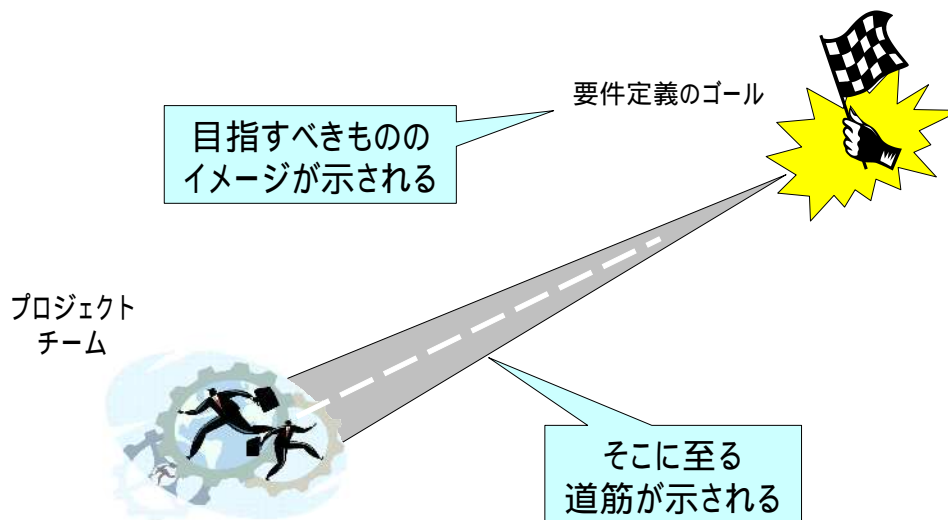 要件定義のゴール
目指すべきものの
イメージが示される
プロジェクト
チーム
そこに至る
道筋が示される